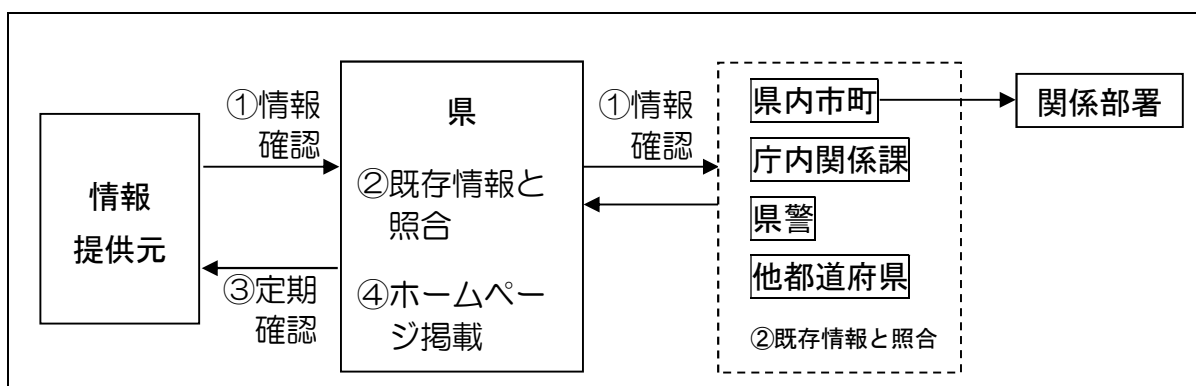 情報
提供元
①情報
確認
③定期
確認
県
②既存情報と
照合
④ホームペー
ジ掲載
①情報
確認
県内市町
庁内関係課
県警
他都道府県
②既存情報と照合
関係部署